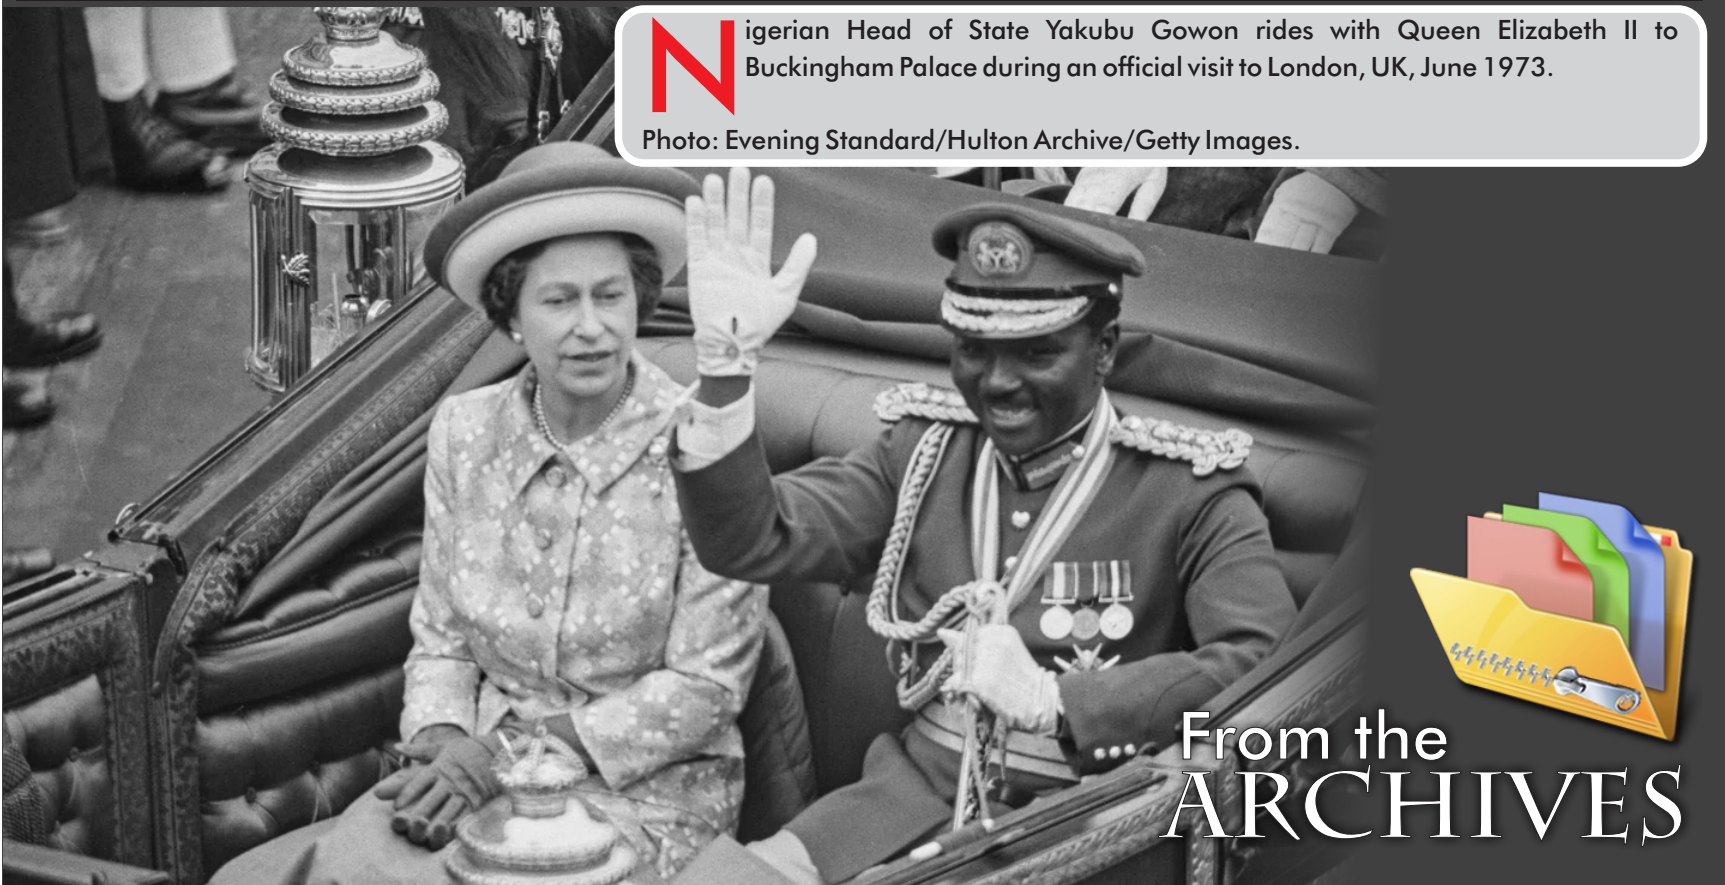 Nigerian Head of State Yakubu Gowon rides with Queen Elizabeth II to
Buckingham Palace during an official visit to London, UK, June 1973.
Photo: Evening Standard/Hulton Archive/Getty Images.
From the
ARCHIVES